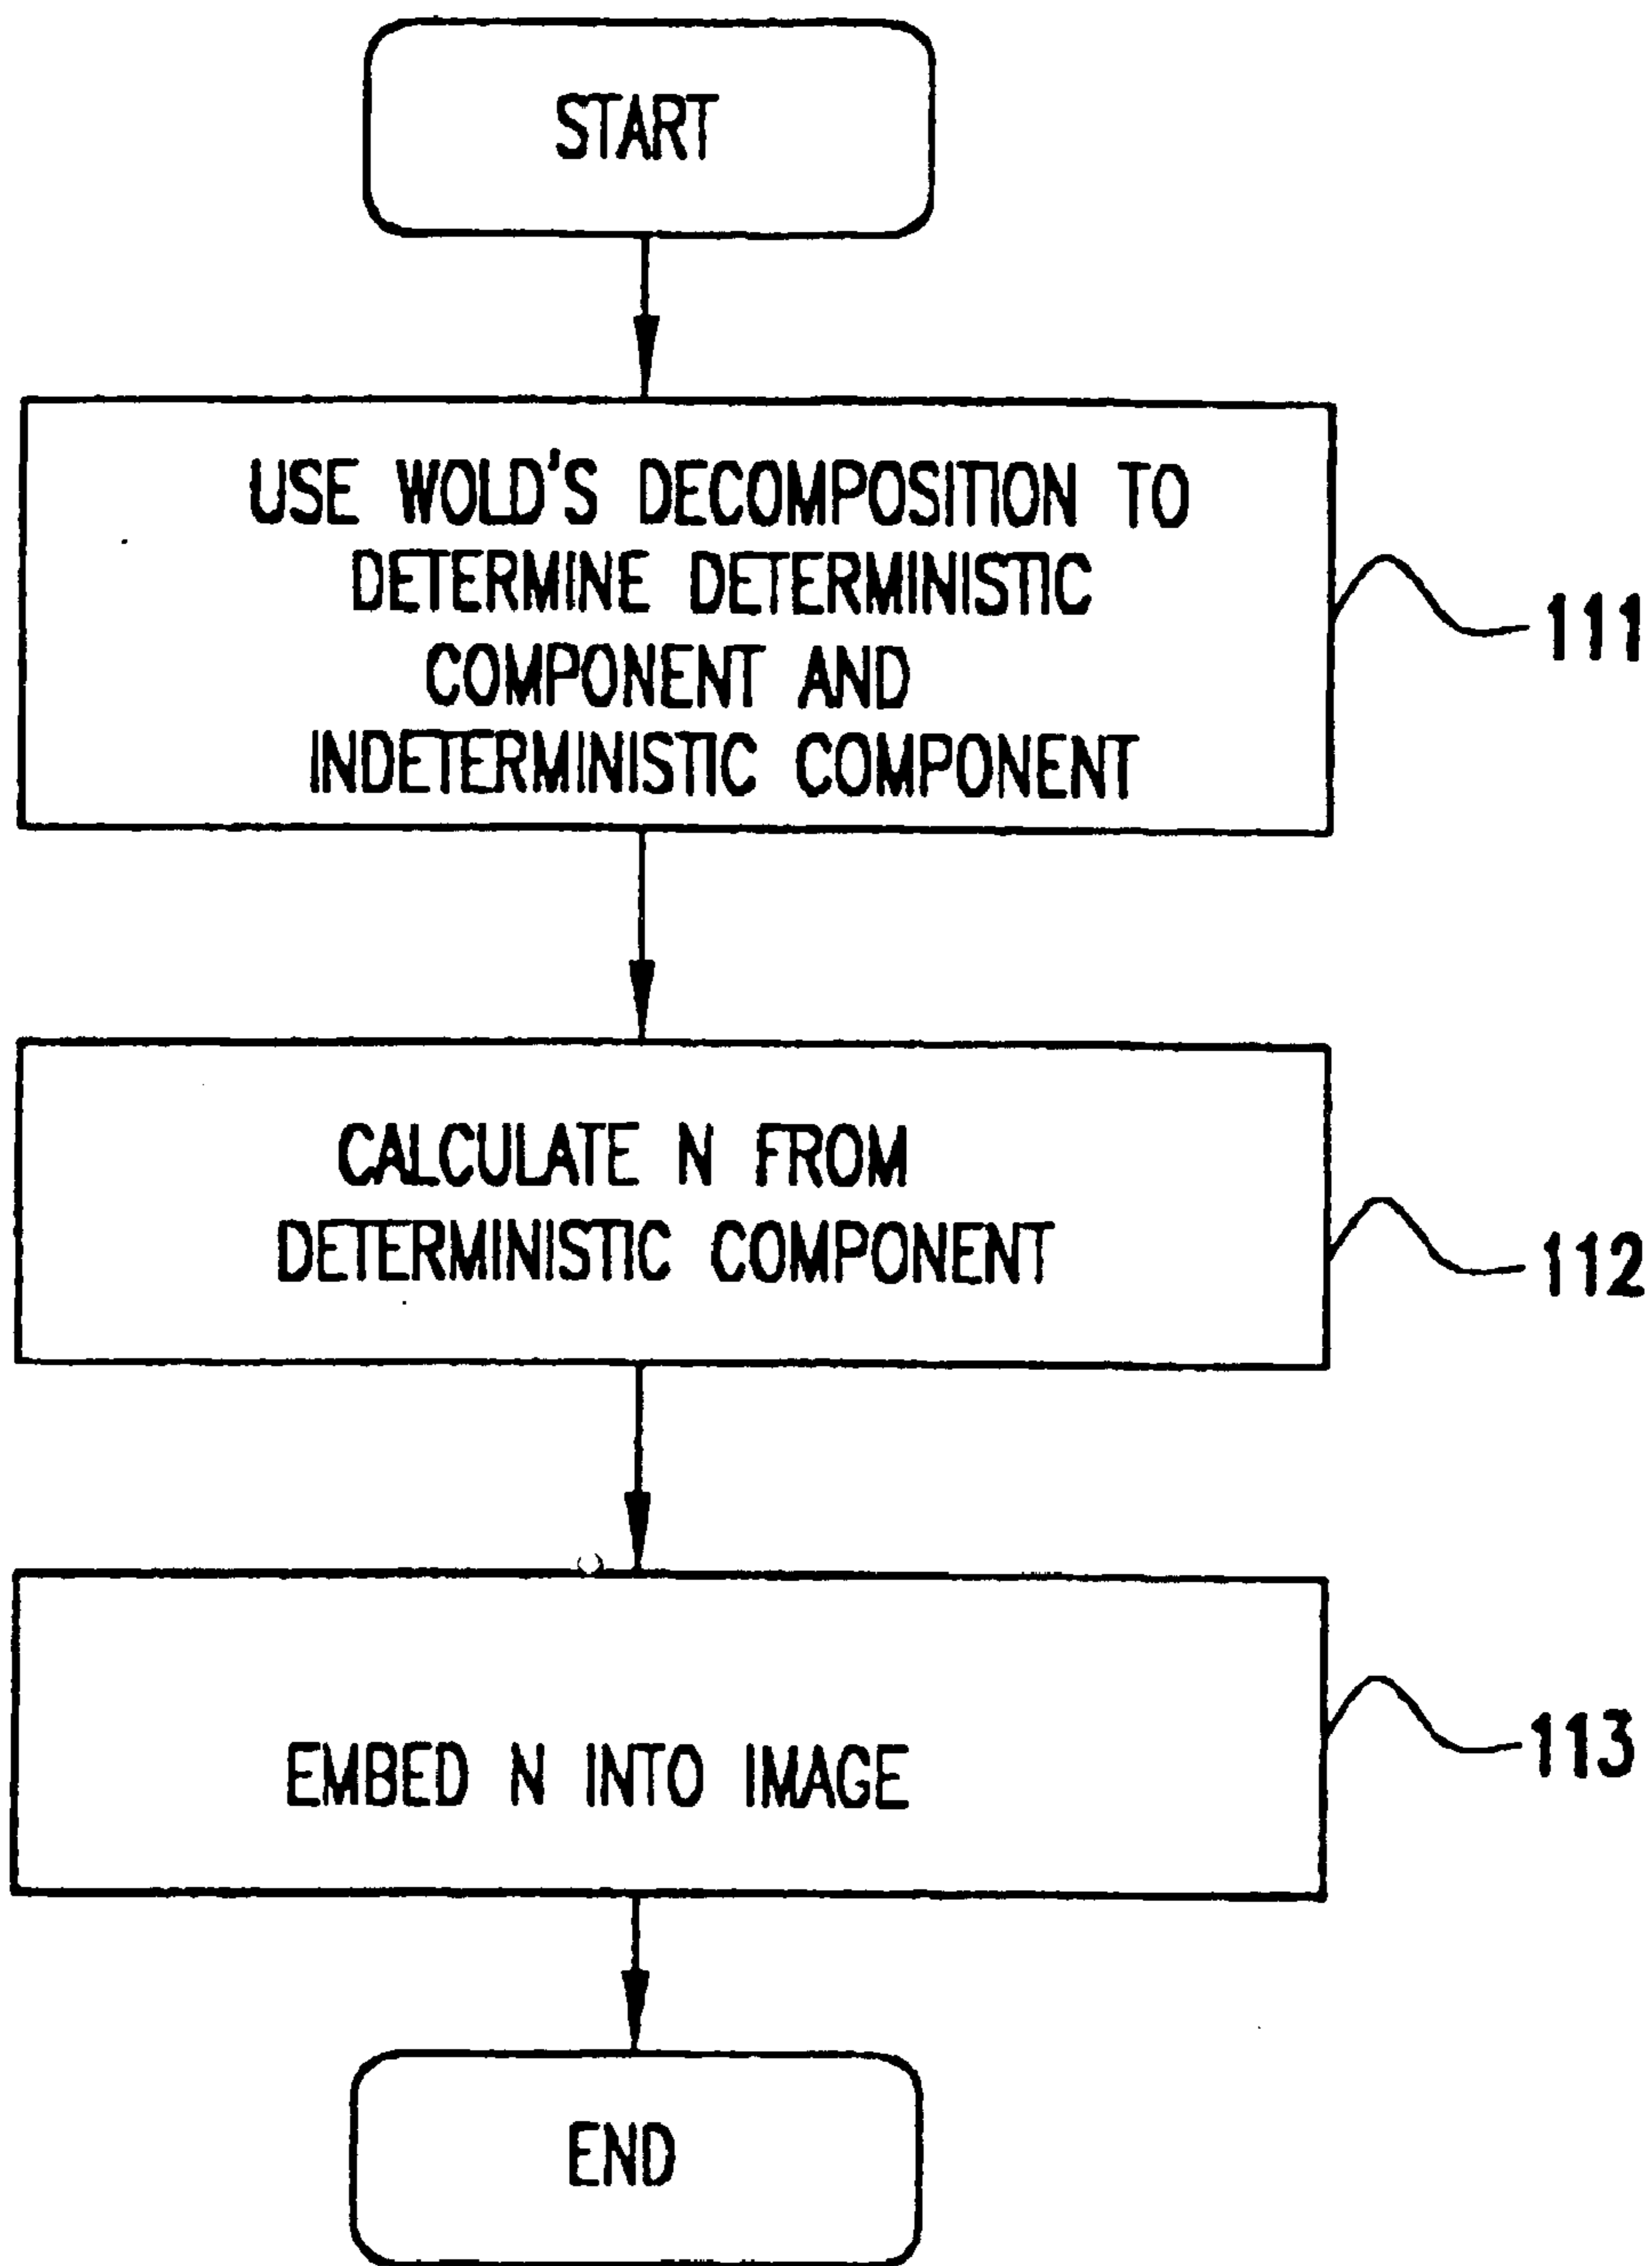 START
USE WOLD'S DECOMPOSITION TO
DETERMINE DETERMINISTIC
COMPONENT AND
INDETERMINISTIC COMPONENT
111
CALCULATE N FROM
DETERMINISTIC COMPONENT
112
EMBED N INTO IMAGE
113
END